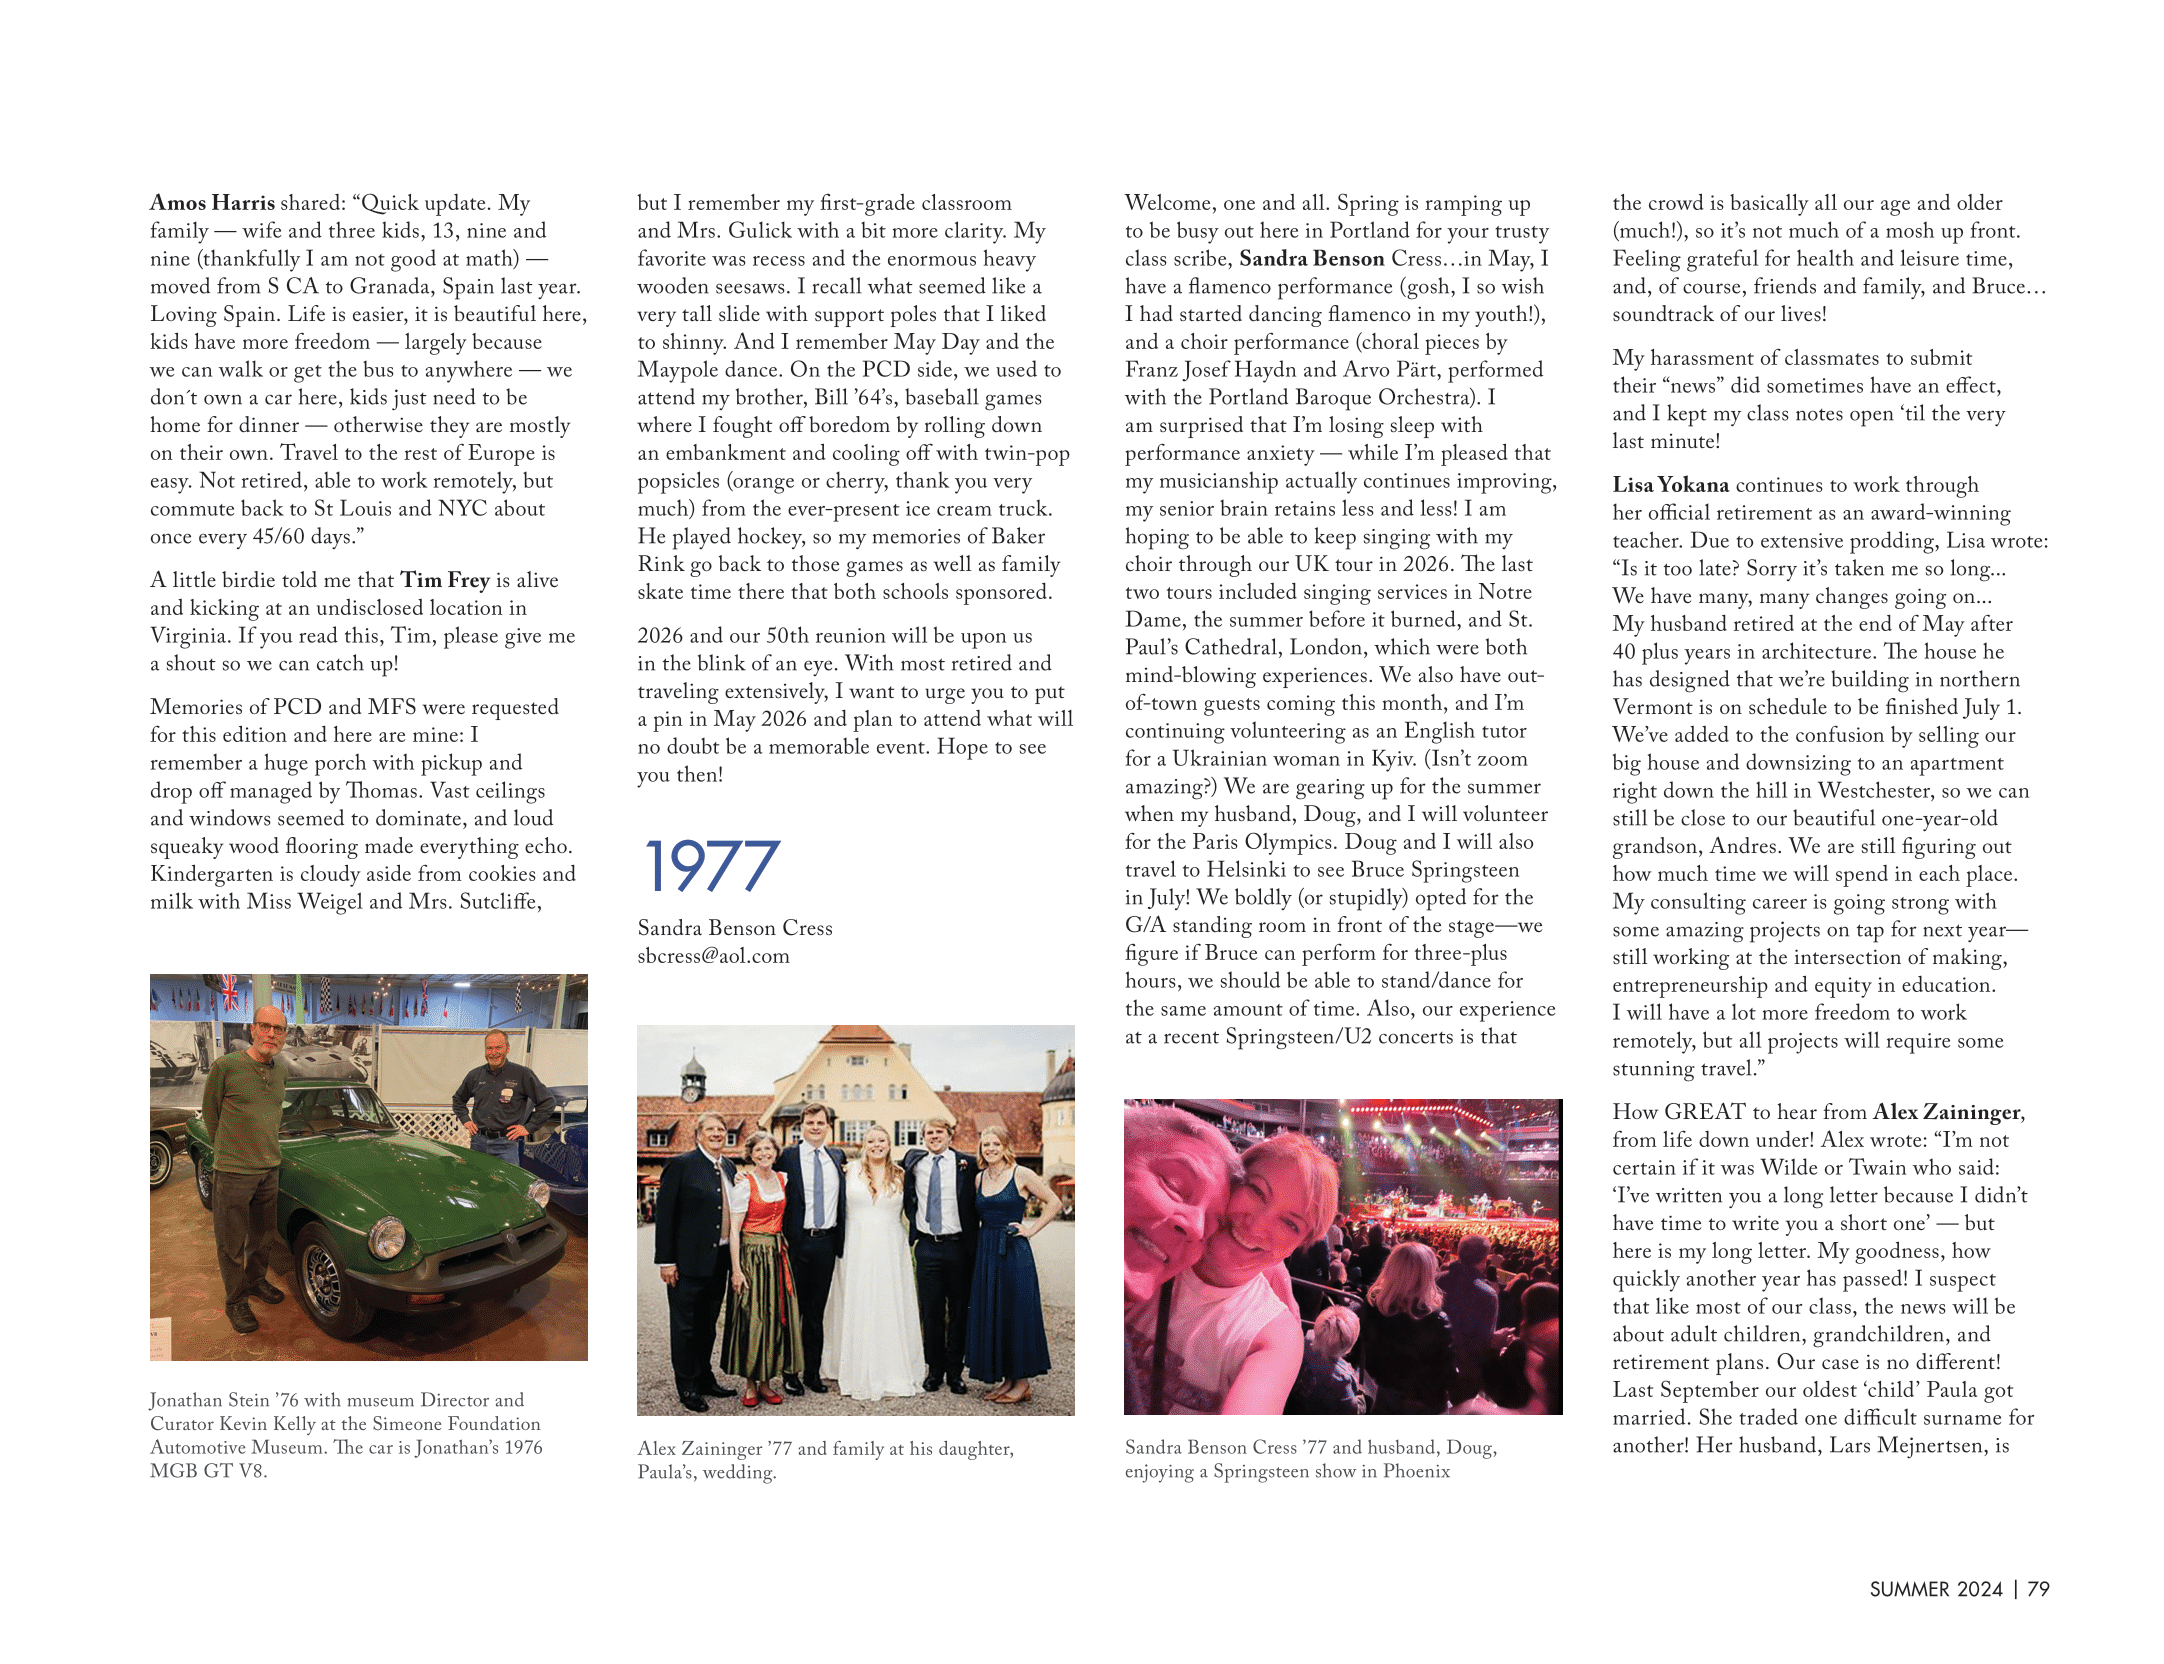 Amos Harris shared: “Quick update. My
family — wife and three kids, 13, nine and
nine (thankfully I am not good at math) —
moved from S CA to Granada, Spain last year.
Loving Spain. Life is easier, it is beautiful here,
kids have more freedom — largely because
we can walk or get the bus to anywhere — we
don´t own a car here, kids just need to be
home for dinner — otherwise they are mostly
on their own. Travel to the rest of Europe is
easy. Not retired, able to work remotely, but
commute back to St Louis and NYC about
once every 45/60 days.”
A little birdie told me that Tim Frey is alive
and kicking at an undisclosed location in
Virginia. If you read this, Tim, please give me
a shout so we can catch up!
Memories of PCD and MFS were requested
for this edition and here are mine: I
remember a huge porch with pickup and
drop off managed by Thomas. Vast ceilings
and windows seemed to dominate, and loud
squeaky wood flooring made everything echo.
Kindergarten is cloudy aside from cookies and
milk with Miss Weigel and Mrs. Sutcliffe,
Jonathan Stein ’76 with museum Director and
Curator Kevin Kelly at the Simeone Foundation
Automotive Museum. The car is Jonathan’s 1976
MGB GT V8.
but I remember my first-grade classroom
and Mrs. Gulick with a bit more clarity. My
favorite was recess and the enormous heavy
wooden seesaws. I recall what seemed like a
very tall slide with support poles that I liked
to shinny. And I remember May Day and the
Maypole dance. On the PCD side, we used to
attend my brother, Bill ’64’s, baseball games
where I fought off boredom by rolling down
an embankment and cooling off with twin-pop
popsicles (orange or cherry, thank you very
much) from the ever-present ice cream truck.
He played hockey, so my memories of Baker
Rink go back to those games as well as family
skate time there that both schools sponsored.
2026 and our 50th reunion will be upon us
in the blink of an eye. With most retired and
traveling extensively, I want to urge you to put
a pin in May 2026 and plan to attend what will
no doubt be a memorable event. Hope to see
you then!
1977
Sandra Benson Cress
sbcress@aol.com
Alex Zaininger ’77 and family at his daughter,
Paula’s, wedding.
Welcome, one and all. Spring is ramping up
to be busy out here in Portland for your trusty
class scribe, Sandra Benson Cress…in May, I
have a flamenco performance (gosh, I so wish
I had started dancing flamenco in my youth!),
and a choir performance (choral pieces by
Franz Josef Haydn and Arvo Pärt, performed
with the Portland Baroque Orchestra). I
am surprised that I’m losing sleep with
performance anxiety — while I’m pleased that
my musicianship actually continues improving,
my senior brain retains less and less! I am
hoping to be able to keep singing with my
choir through our UK tour in 2026. The last
two tours included singing services in Notre
Dame, the summer before it burned, and St.
Paul’s Cathedral, London, which were both
mind-blowing experiences. We also have out-
of-town guests coming this month, and I’m
continuing volunteering as an English tutor
for a Ukrainian woman in Kyiv. (Isn’t zoom
amazing?) We are gearing up for the summer
when my husband, Doug, and I will volunteer
for the Paris Olympics. Doug and I will also
travel to Helsinki to see Bruce Springsteen
in July! We boldly (or stupidly) opted for the
G/A standing room in front of the stage—we
figure if Bruce can perform for three-plus
hours, we should be able to stand/dance for
the same amount of time. Also, our experience
at a recent Springsteen/U2 concerts is that
Sandra Benson Cress ’77 and husband, Doug,
enjoying a Springsteen show in Phoenix
the crowd is basically all our age and older
(much!), so it’s not much of a mosh up front.
Feeling grateful for health and leisure time,
and, of course, friends and family, and Bruce…
soundtrack of our lives!
My harassment of classmates to submit
their “news” did sometimes have an effect,
and I kept my class notes open ‘til the very
last minute!
Lisa Yokana continues to work through
her official retirement as an award-winning
teacher. Due to extensive prodding, Lisa wrote:
“Is it too late? Sorry it’s taken me so long...
We have many, many changes going on...
My husband retired at the end of May after
40 plus years in architecture. The house he
has designed that we’re building in northern
Vermont is on schedule to be finished July 1.
We’ve added to the confusion by selling our
big house and downsizing to an apartment
right down the hill in Westchester, so we can
still be close to our beautiful one-year-old
grandson, Andres. We are still figuring out
how much time we will spend in each place.
My consulting career is going strong with
some amazing projects on tap for next year—
still working at the intersection of making,
entrepreneurship and equity in education.
I will have a lot more freedom to work
remotely, but all projects will require some
stunning travel.”
How GREAT to hear from Alex Zaininger,
from life down under! Alex wrote: “I’m not
certain if it was Wilde or Twain who said:
‘I’ve written you a long letter because I didn’t
have time to write you a short one’ — but
here is my long letter. My goodness, how
quickly another year has passed! I suspect
that like most of our class, the news will be
about adult children, grandchildren, and
retirement plans. Our case is no different!
Last September our oldest ‘child’ Paula got
married. She traded one difficult surname for
another! Her husband, Lars Mejnertsen, is
SUMMER 2024 | 79